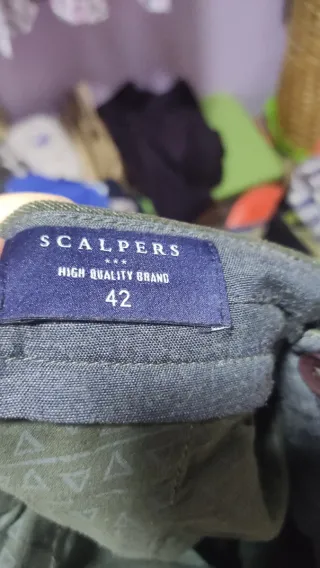 SCALPERS
***
HIGH QUALITY BRAND
42